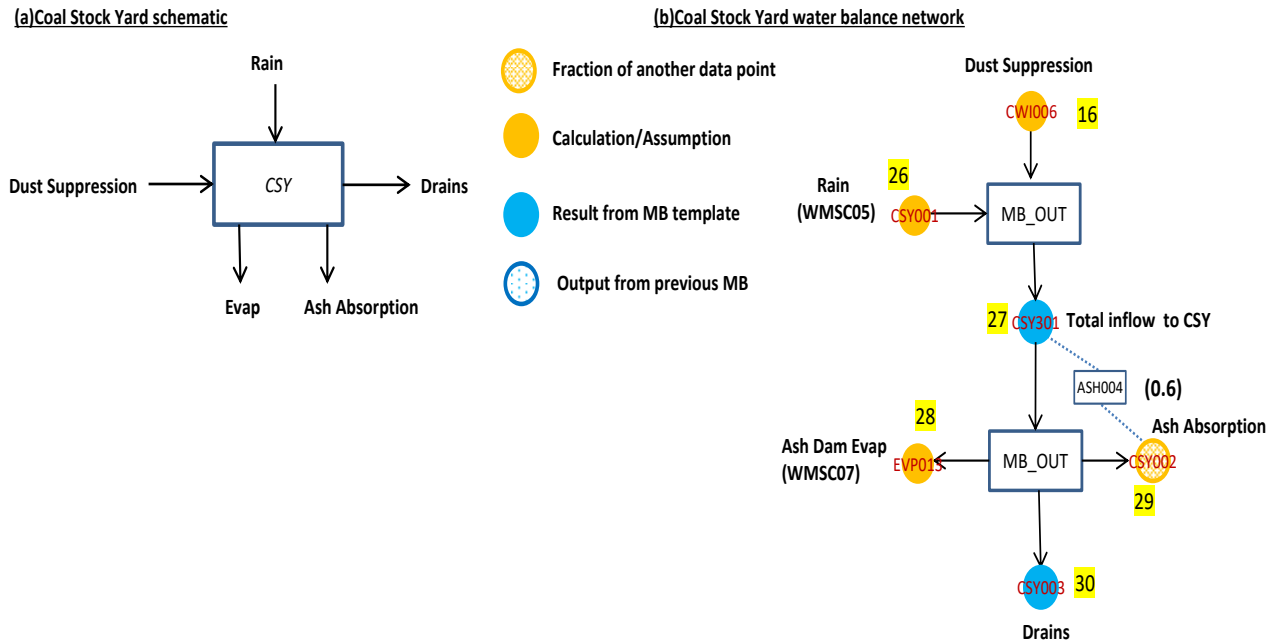 (a)Coal Stock Yard schematic
Rain
Dust Suppression
CSY
Drains
Evap
Ash Absorption
Fraction of another data point
Calculation/Assumption
Result from MB template
Output from previous MB
(b)Coal Stock Yard water balance network
Dust Suppression
CWI006
16
26
Rain
(WMSC05)
CSY001
MB_OUT
27
CSY301
Total inflow to CSY
ASH004
(0.6)
28
Ash Absorption
Ash Dam Evap
(WMSC07)
EVP013
MB_OUT
CSY002
29
CSY003
30
Drains